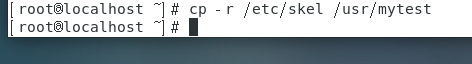 [root@localhost ~]# cp -r /etc/skel /usr/mytest
[root@localhost ~]#